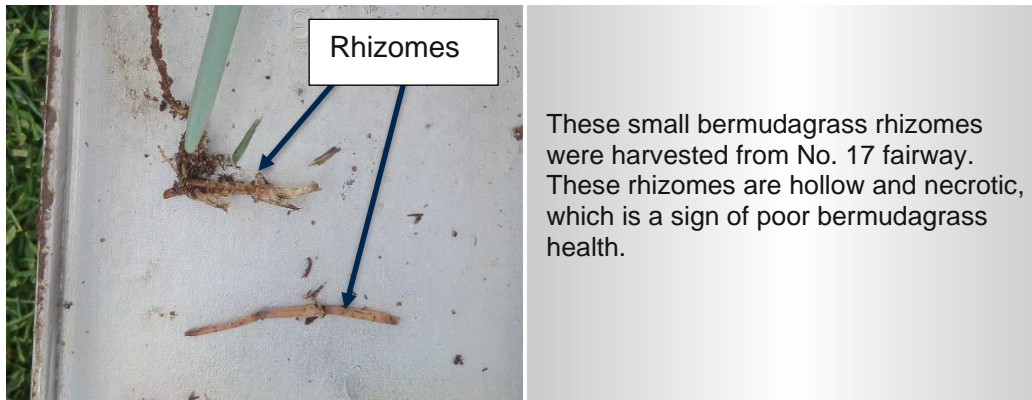 Rhizomes
These small bermudagrass rhizomes
were harvested from No. 17 fairway.
These rhizomes are hollow and necrotic,
which is a sign of poor bermudagrass
health.